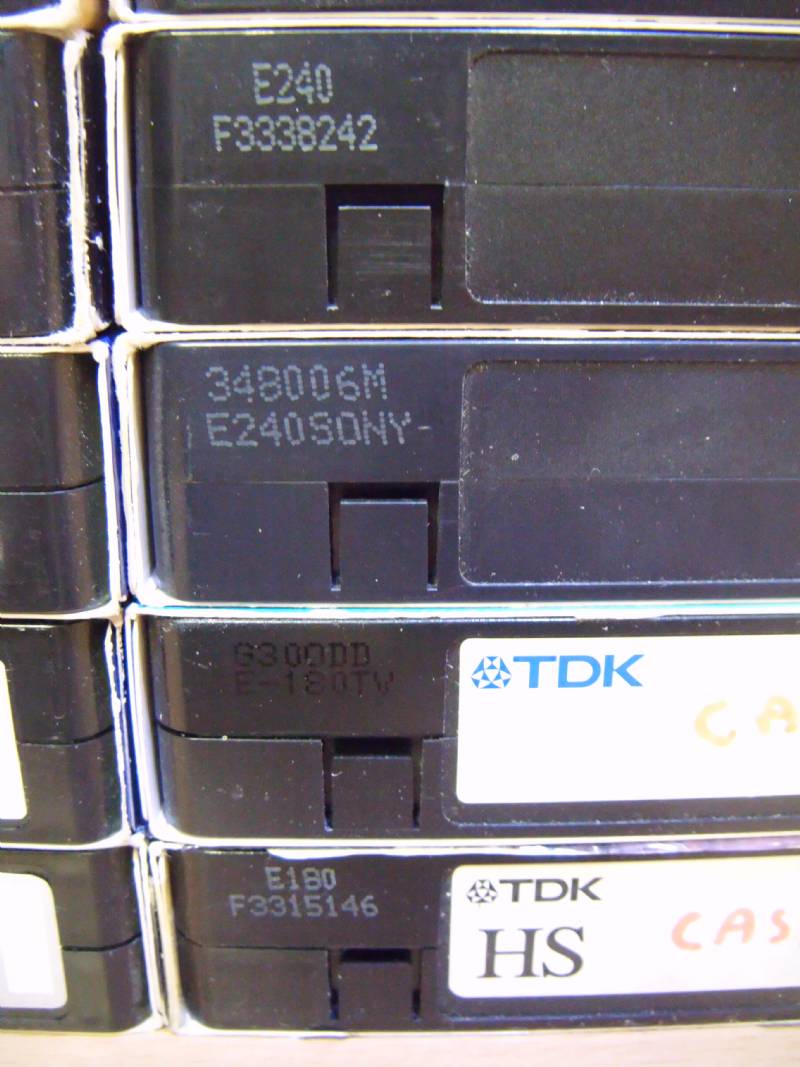 E240
F3338242
348006M
E240SONY-
G300DD
E-180TV
TDK
CA
E180
F3315146
TDK
HS
CAS